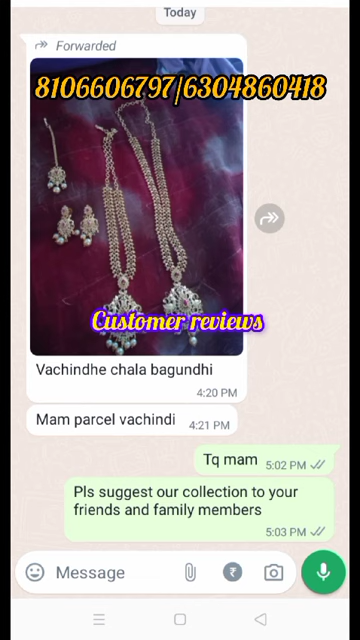 Today
Forwarded
8106606797/6304860418
Customer reviews
Vachindhe chala bagundhi
4:20 PM
Mam parcel vachindi 4:21 PM
Tq mam 5:02 PM
Pls suggest our collection to your
friends and family members
5:03 PM
Message